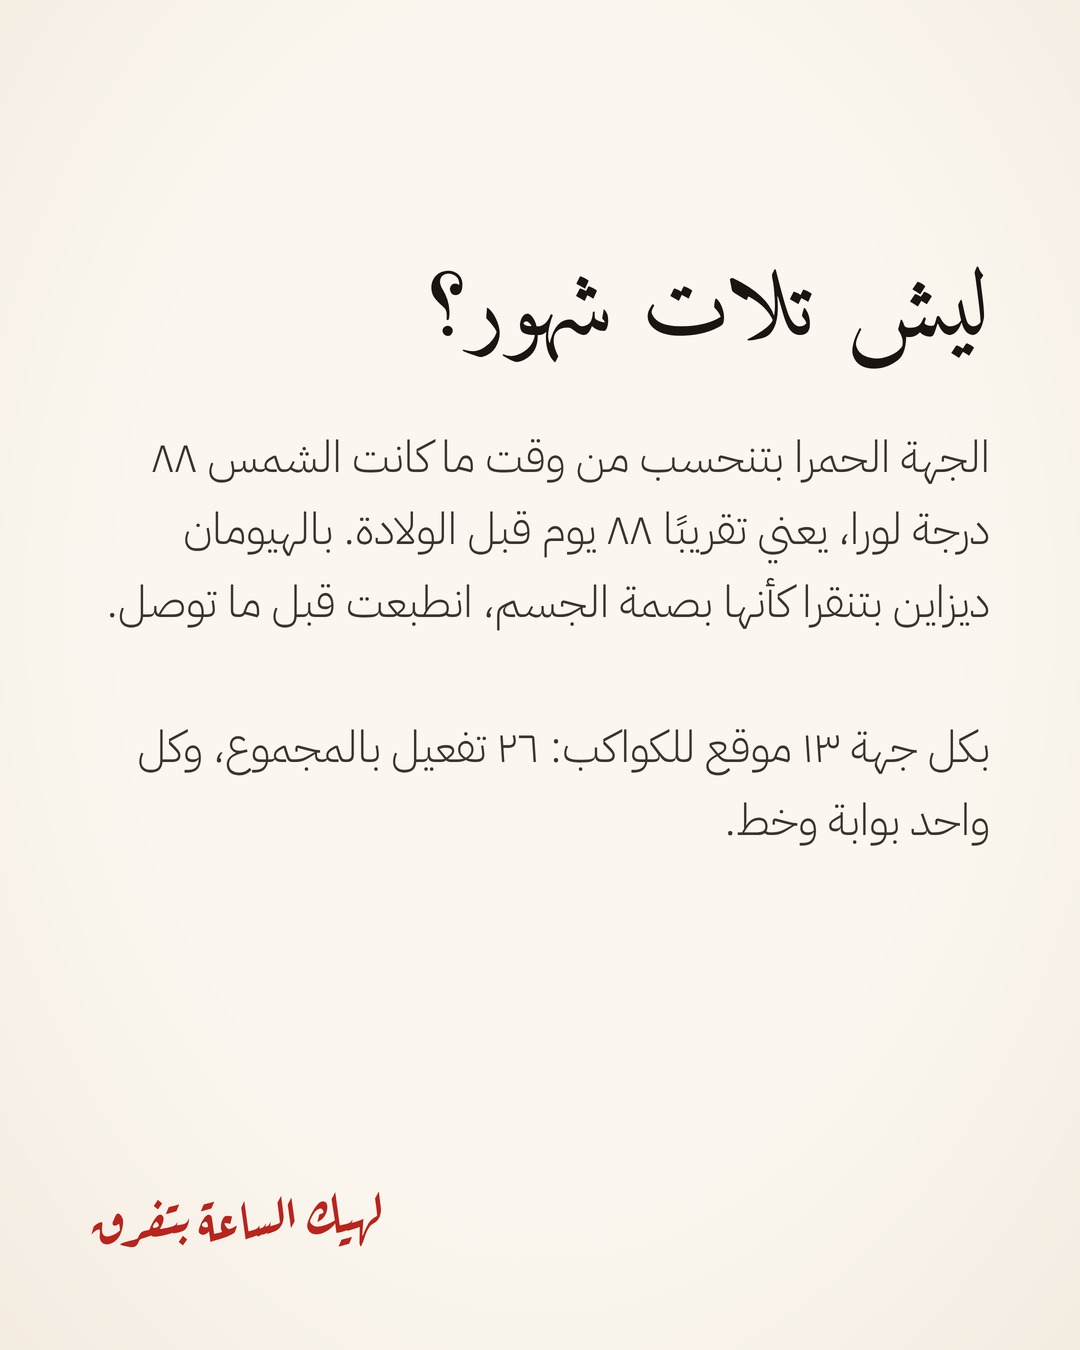 ليش تلات شهور؟
الجهة الحمرا بتنحسب من وقت ما كانت الشمس ٨٨
درجة لورا، يعني تقريبًا ٨٨ يوم قبل الولادة. بالهيومان
ديزاين بتنقرا كأنها بصمة الجسم، انطبعت قبل ما توصل.
بكل جهة ١٣ موقع للكواكب: ٢٦ تفعيل بالمجموع، وكل
واحد بوابة وخط.
لهيك الساعة بتفرق